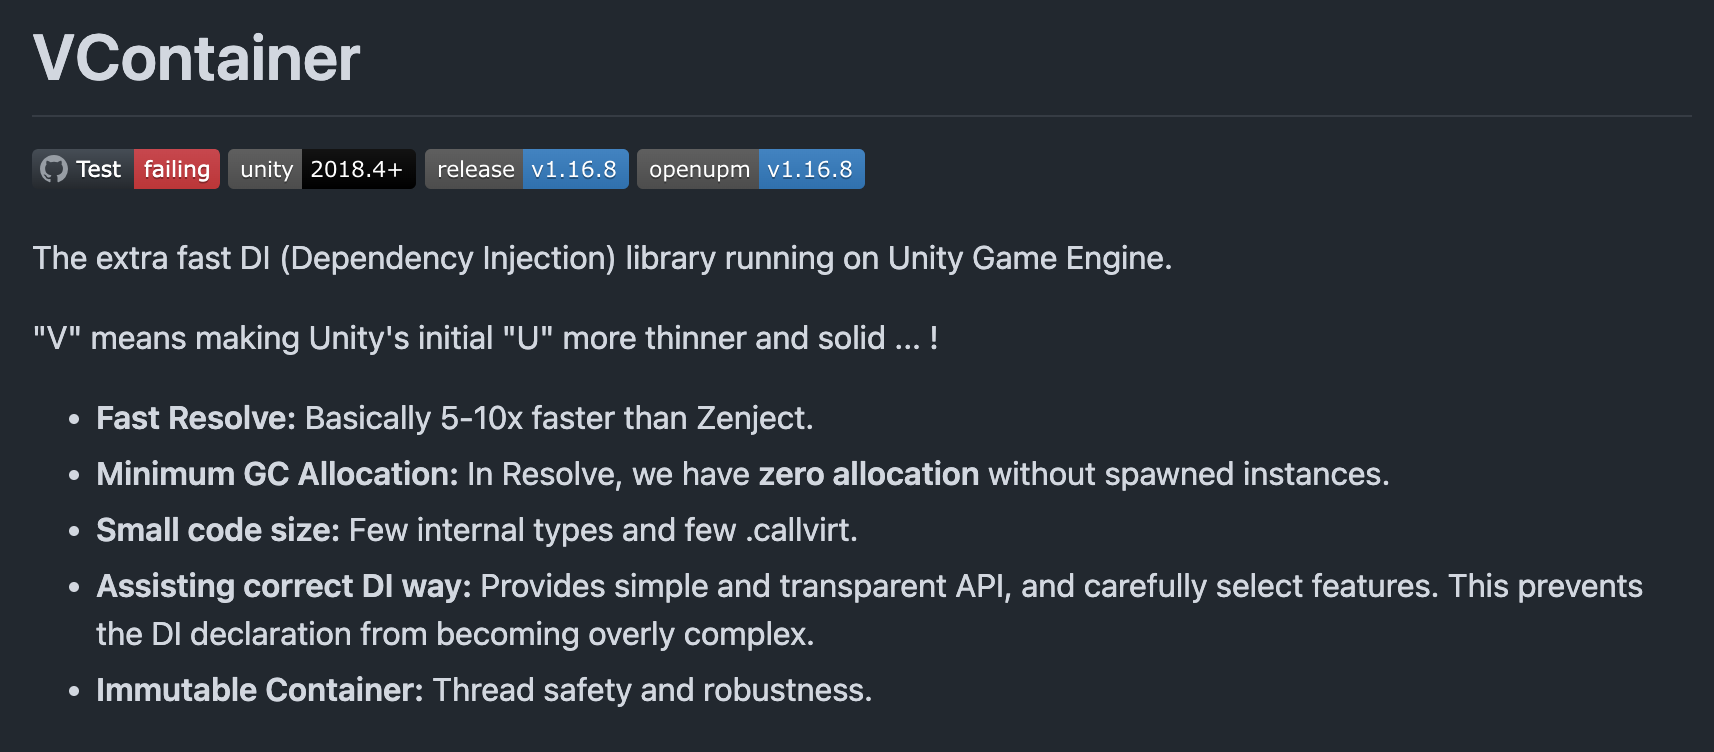 VContainer
Test failing unity 2018.4+ release v1.16.8 openupm v1.16.8
The extra fast DI (Dependency Injection) library running on Unity Game Engine.
"V" means making Unity's initial "U" more thinner and solid ... !
• Fast Resolve: Basically 5-10x faster than Zenject.
• Minimum GC Allocation: In Resolve, we have zero allocation without spawned instances.
• Small code size: Few internal types and few .callvirt.
• Assisting correct DI way: Provides simple and transparent API, and carefully select features. This prevents
the DI declaration from becoming overly complex.
• Immutable Container: Thread safety and robustness.